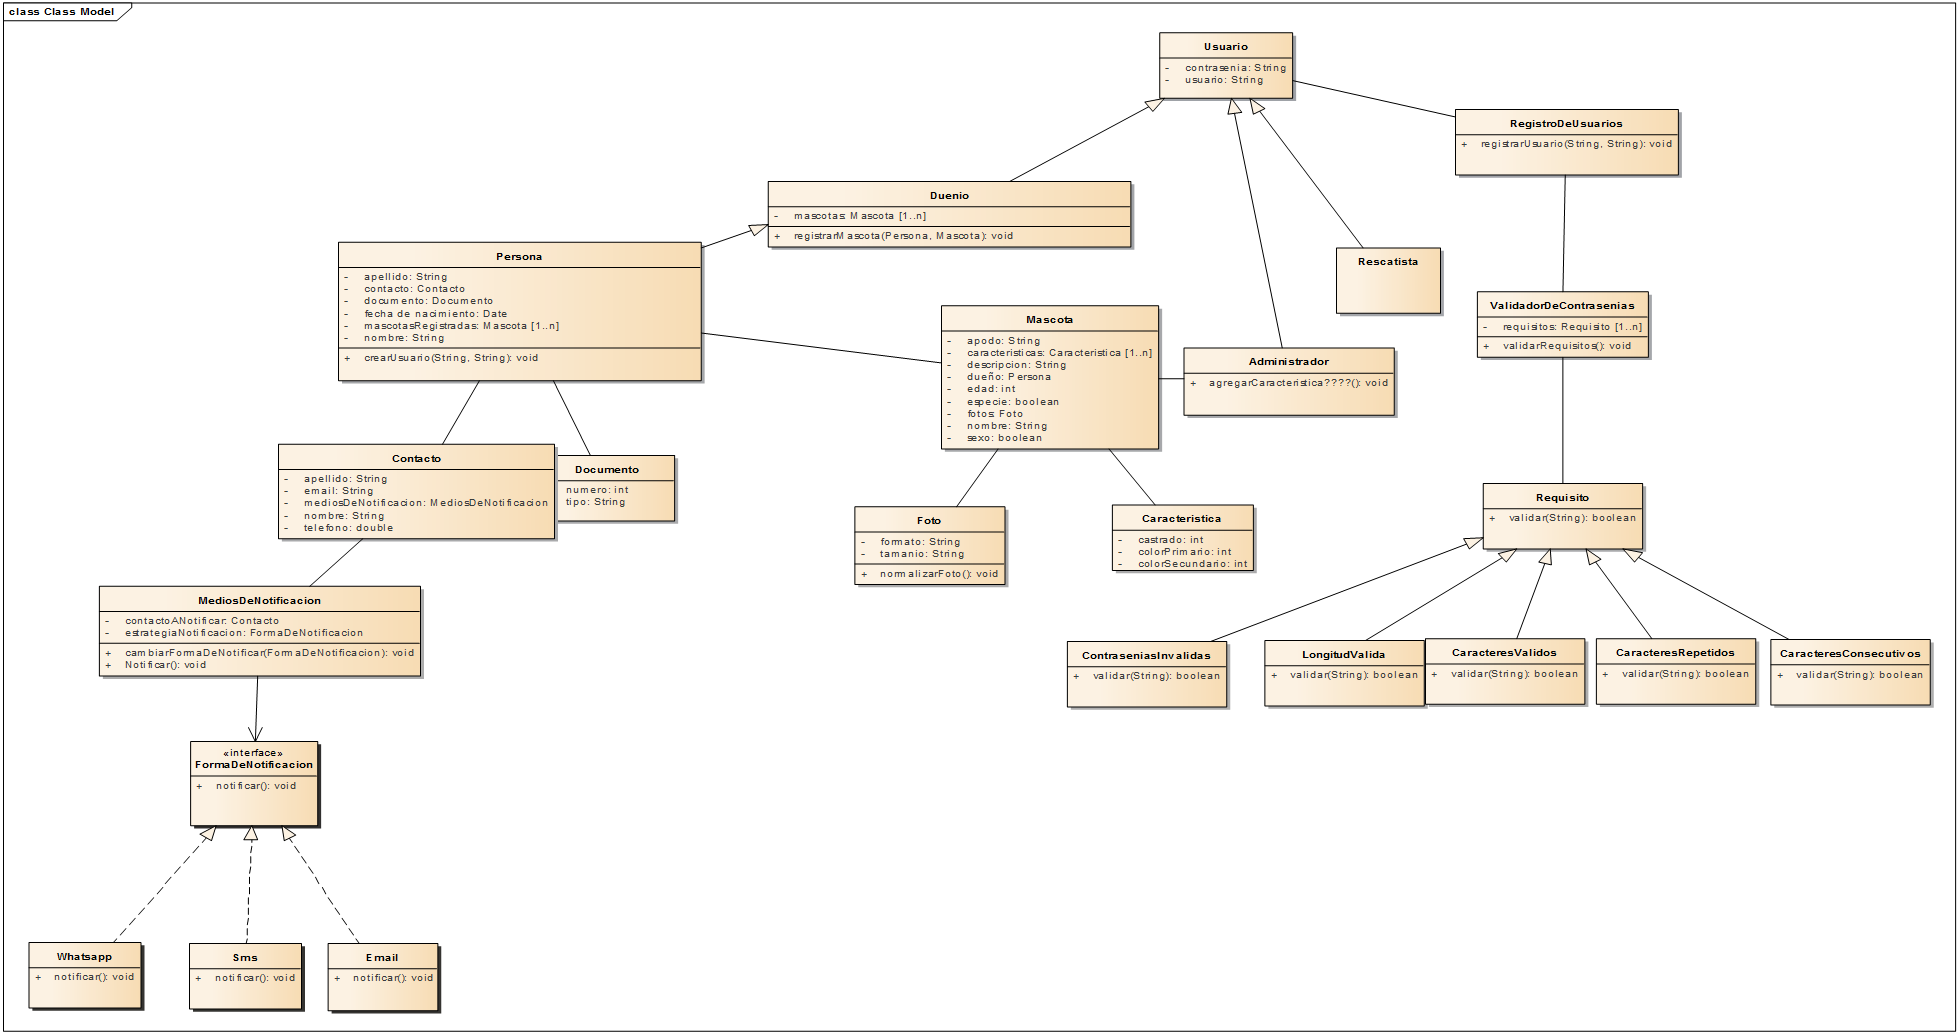 class Class Model
Usuario
- contrasenia: String
- usuario: String
RegistroDeUsuarios
+ registrarUsuario(String, String): void
Duenio
- mascotas: Mascota [1..n]
+ registrarMascota(Persona, Mascota): void
Persona
- apellido: String
- contacto: Contacto
- documento: Documento
- fecha de nacimiento: Date
- mascotasRegistradas: Mascota [1..n]
- nombre: String
+ crearUsuario(String, String): void
Rescatista
ValidadorDeContrasenias
- requisitos: Requisito [1..n]
+ validarRequisitos(): void
Mascota
- apodo: String
- caracteristicas: Caracteristica [1..n]
- descripcion: String
- dueño: Persona
- edad: int
- especie: boolean
- fotos: Foto
- nombre: String
- sexo: boolean
Administrador
+ agregarCaracteristica????(): void
Contacto
- apellido: String
- email: String
- mediosDeNotificacion: MediosDeNotificacion
- nombre: String
- telefono: double
Documento
numero: int
tipo: String
Foto
- formato: String
- tamanio: String
+ normalizarFoto(): void
Caracteristica
- castrado: int
- colorPrimario: int
- colorSecundario: int
Requisito
+ validar(String): boolean
MediosDeNotificacion
- contactoANotificar: Contacto
- estrategiaNotificacion: FormaDeNotificacion
+ cambiarFormaDeNotificar(FormaDeNotificacion): void
+ Notificar(): void
ContraseniasInvalidas
+ validar(String): boolean
LongitudValida
+ validar(String): boolean
CaracteresValidos
+ validar(String): boolean
CaracteresRepetidos
+ validar(String): boolean
CaracteresConsecutivos
+ validar(String): boolean
«interface»
FormaDeNotificacion
+ notificar(): void
Whatsapp
+ notificar(): void
Sms
+ notificar(): void
Email
+ notificar(): void